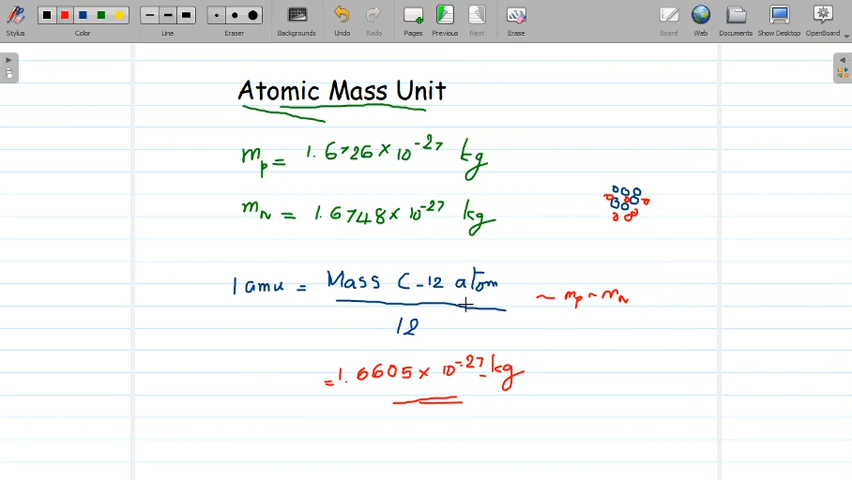 Color
Line
Eraser
Backgrounds
Undo
Redo
Pages
Previous
Next
Erase
Board
Web
Documents
Show Desktop
OpenBoard
Atomic Mass Unit
mp = 1.6726 × 10⁻²⁷ kg
mn = 1.6748 × 10⁻²⁷ kg
1 amu = Mass C-12 atom
12
~ mp ~ mn
= 1.6605 × 10⁻²⁷ kg